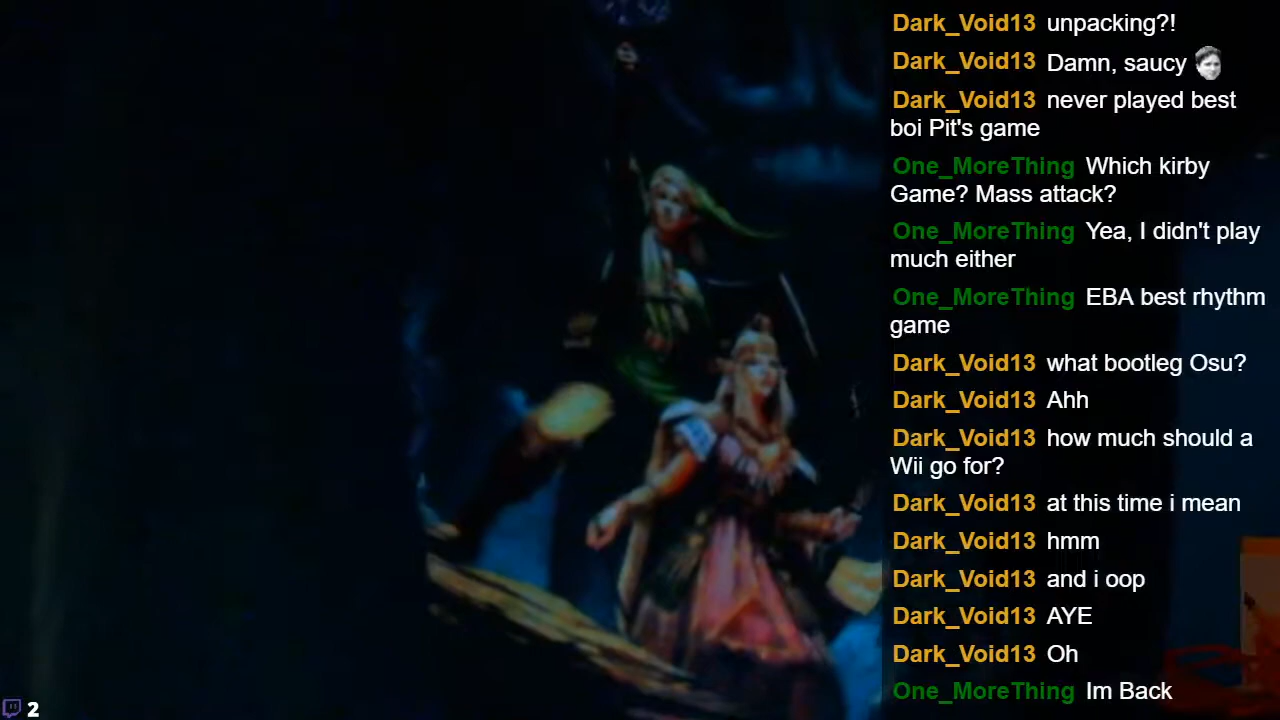 Dark_Void13 unpacking?!
Dark_Void13 Damn, saucy
Dark_Void13 never played best
boi Pit's game
One_MoreThing Which kirby
Game? Mass attack?
One_MoreThing Yea, I didn't play
much either
One_MoreThing EBA best rhythm
game
Dark_Void13 what bootleg Osu?
Dark_Void13 Ahh
Dark_Void13 how much should a
Wii go for?
Dark_Void13 at this time i mean
Dark_Void13 hmm
Dark_Void13 and i oop
Dark_Void13 AYE
Dark_Void13 Oh
One_MoreThing Im Back
2